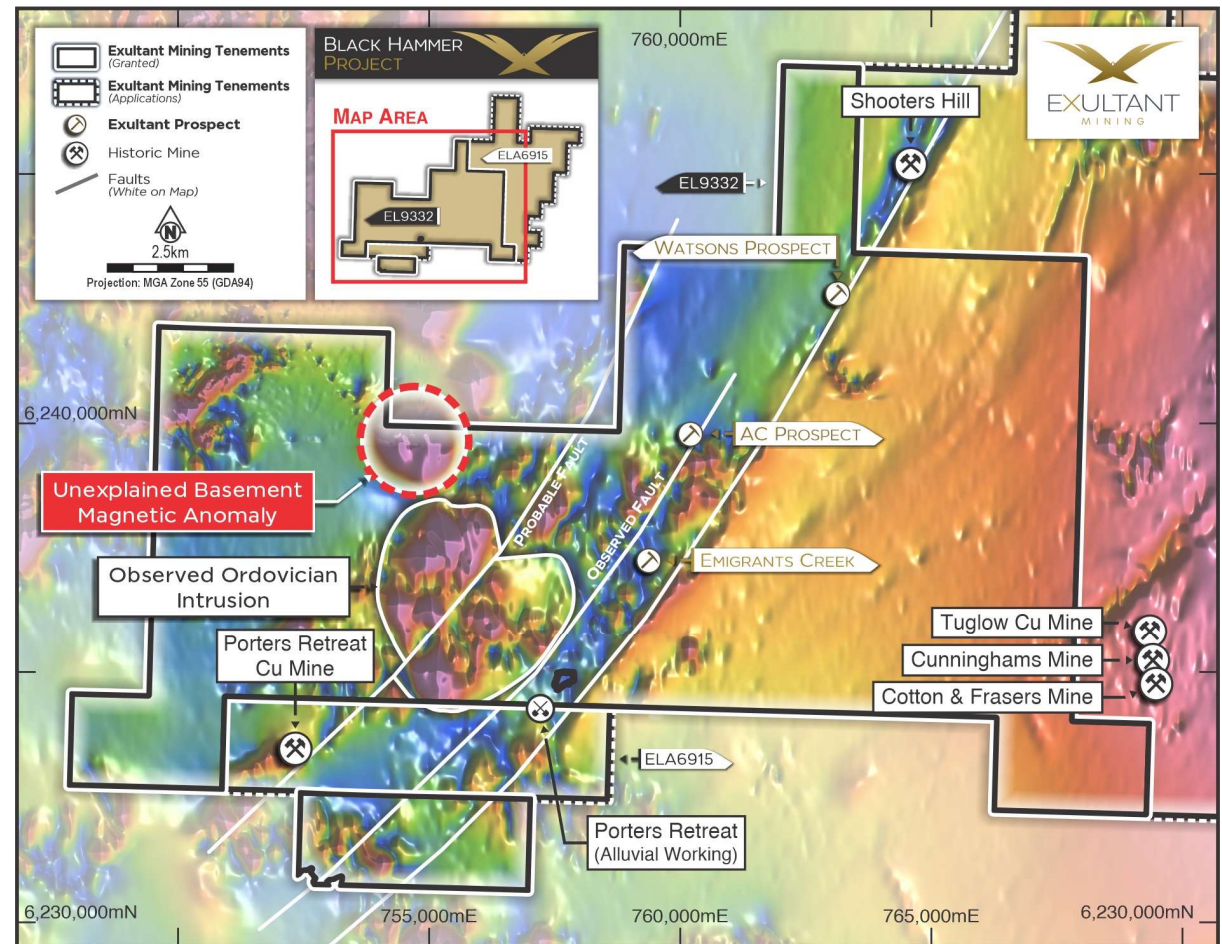 Exultant Mining Tenements
(Granted)
Exultant Mining Tenements
(Applications)
Exultant Prospect
Historic Mine
Faults
(White on Map)
N
2.5km
Projection: MGA Zone 55 (GDA94)
BLACK HAMMER
PROJECT
MAP AREA
ELA6915
EL9332
760,000mE
EXULTANT
MINING
Shooters Hill
EL9332
WATSONS PROSPECT
6,240,000mN
AC PROSPECT
PROBABLE FAULT
OBSERVED FAULT
Unexplained Basement
Magnetic Anomaly
EMIGRANTS CREEK
Observed Ordovician
Intrusion
Porters Retreat
Cu Mine
Tuglow Cu Mine
Cunninghams Mine
Cotton & Frasers Mine
ELA6915
Porters Retreat
(Alluvial Working)
6,230,000mN
755,000mE
760,000mE
765,000mE
6,230,000mN